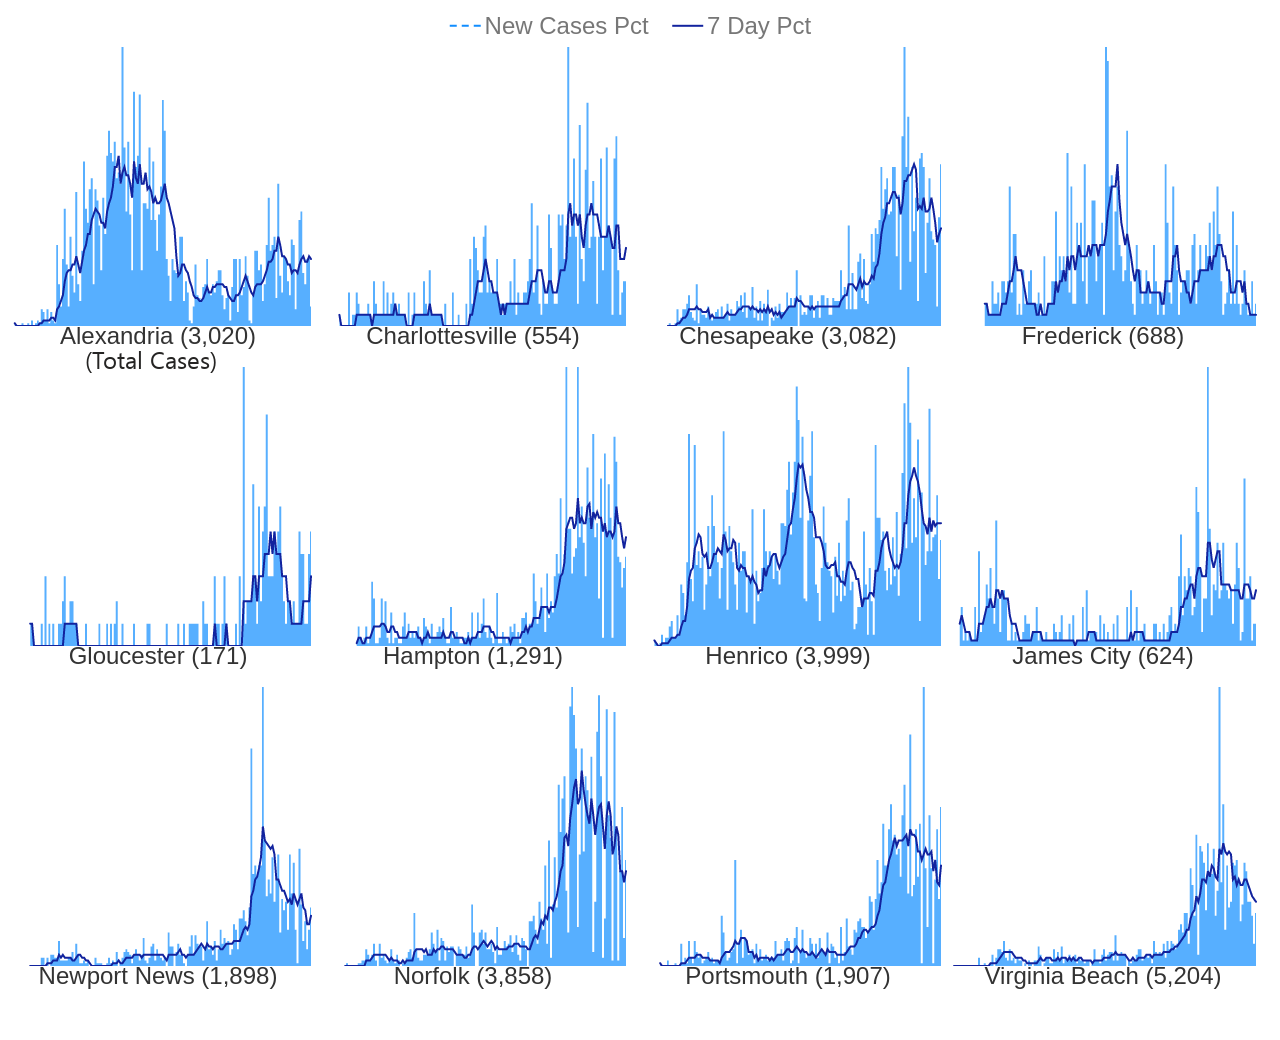 New Cases Pct 7 Day Pct
Alexandria (3,020) Charlottesville (554) Chesapeake (3,082) Frederick (688)
(Total Cases)
Gloucester (171) Hampton (1,291) Henrico (3,999) James City (624)
Newport News (1,898) Norfolk (3,858) Portsmouth (1,907) Virginia Beach (5,204)